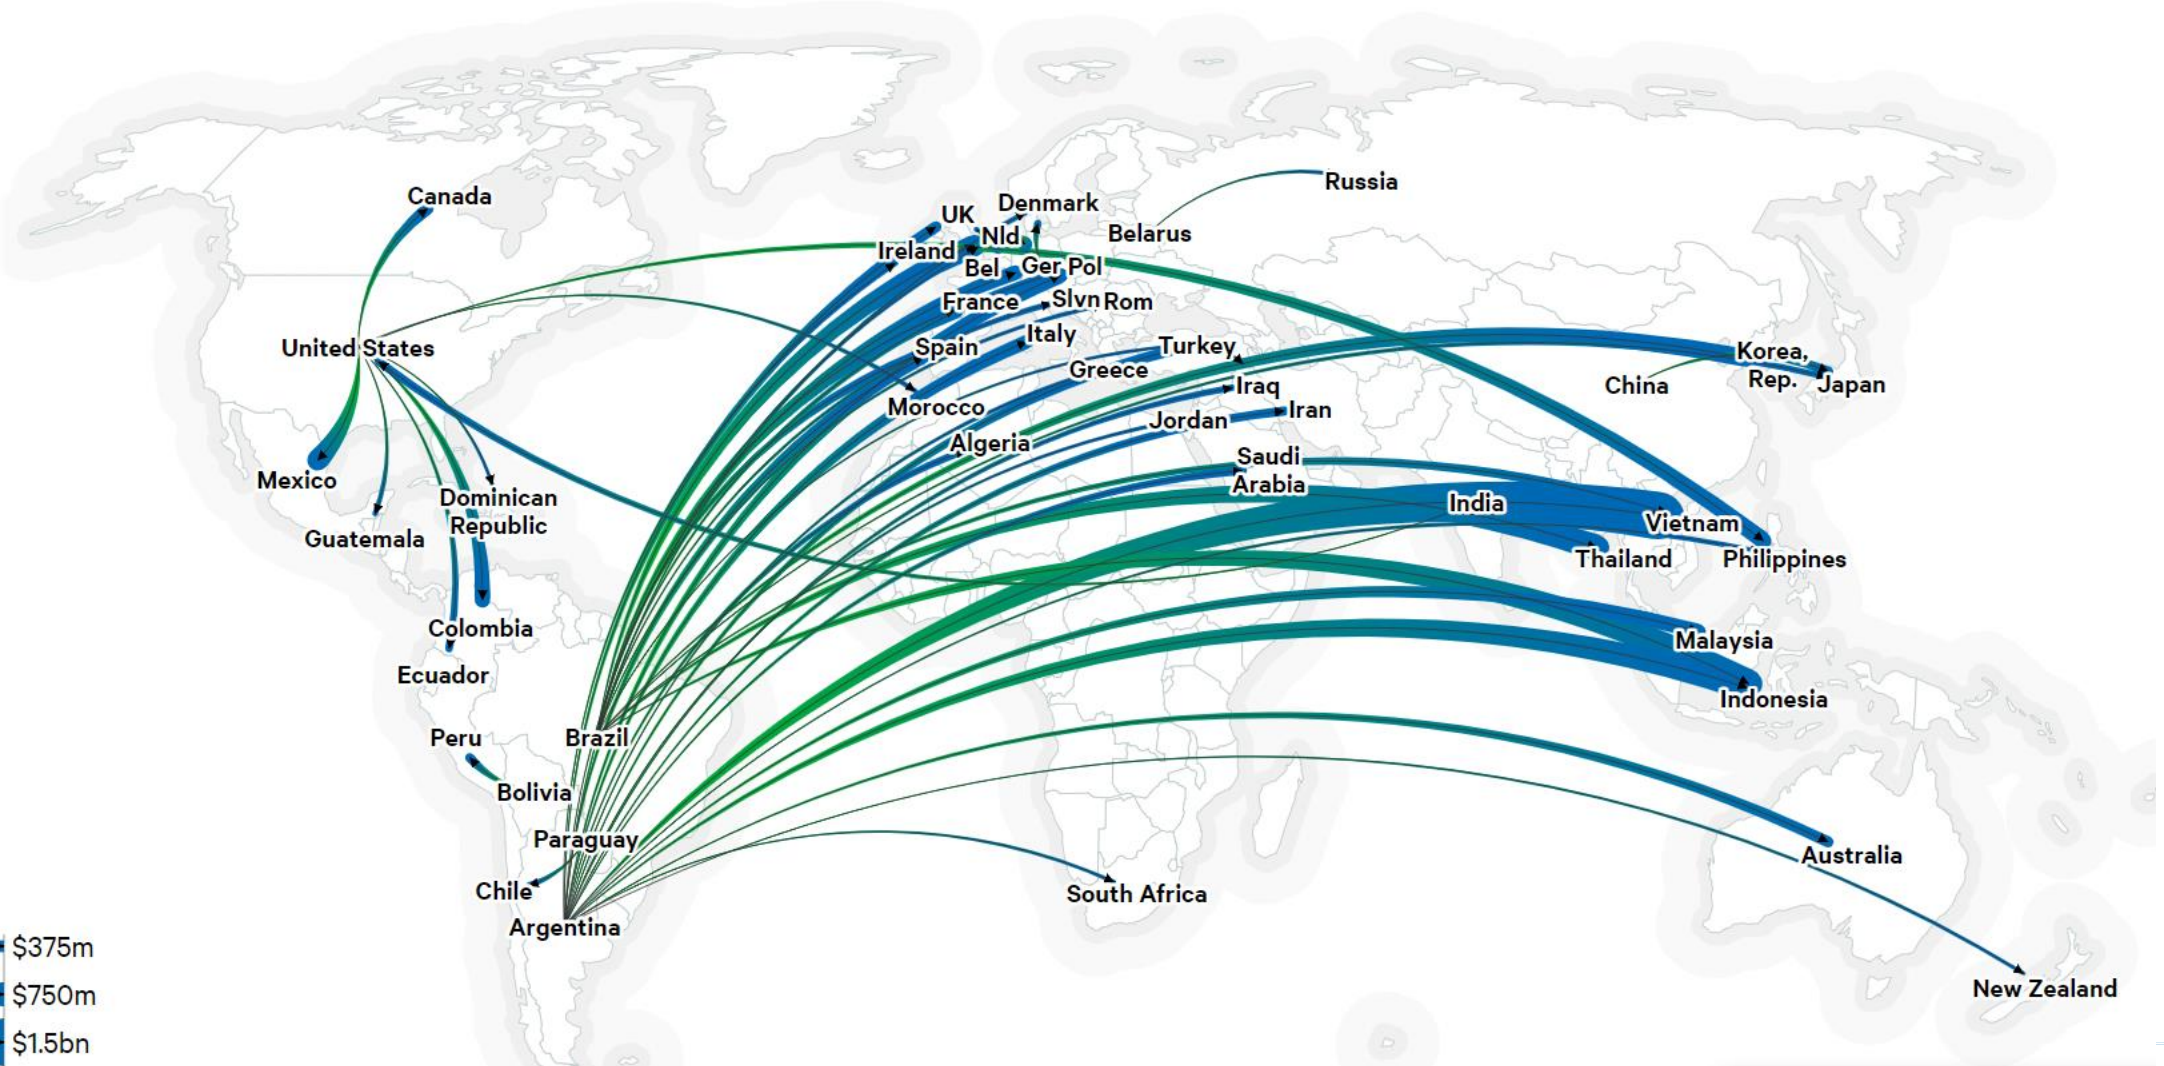 Canada
Russia
Denmark
UK
Nld
Belarus
Ireland
Bel
Ger
Pol
France
Slvn
Rom
Italy
United States
Spain
Turkey
Korea,
Rep.
Greece
China
Japan
Iraq
Morocco
Iran
Jordan
Algeria
Saudi
Arabia
Mexico
Dominican
Republic
India
Vietnam
Guatemala
Thailand
Philippines
Colombia
Malaysia
Ecuador
Indonesia
Peru
Brazil
Bolivia
Paraguay
Australia
Chile
South Africa
Argentina
$375m
New Zealand
$750m
$1.5bn